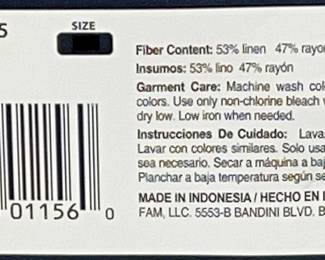 5
SIZE
Fiber Content: 53% linen 47% rayo
Insumos: 53% lino 47% rayón
Garment Care: Machine wash col
colors. Use only non-chlorine bleach
dry low. Low iron when needed.
Instrucciones De Cuidado: Lava
Lavar con colores similares. Solo usa
sea necesario. Secar a máquina a baj
Planchar a baja temperatura según se
MADE IN INDONESIA / HECHO EN
FAM, LLC. 5553-B BANDINI BLVD. B
01156 0